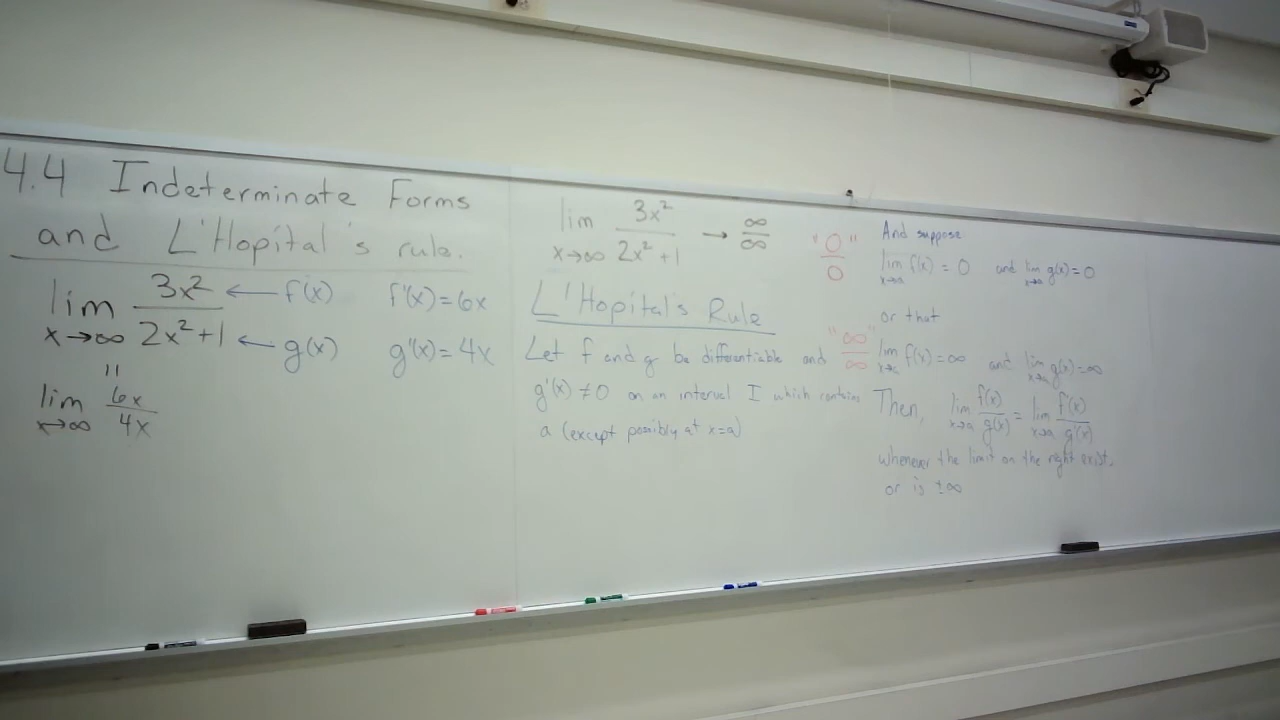 4.4 Indeterminate Forms
and L'Hopital's rule.
lim x→∞ 3x²/(2x²+1) ← f(x) f'(x)=6x
← g(x) g'(x)=4x
=
lim x→∞ 6x/4x
lim x→∞ 3x²/(2x²+1) → ∞/∞
L'Hopital's Rule
Let f and g be differentiable and
g'(x) ≠ 0 on an interval I which contains
a (except possibly at x=a)
"0/0"
And suppose
lim x→a f(x) = 0 and lim x→a g(x) = 0
or that
"∞/∞"
lim x→a f(x) = ∞ and lim x→a g(x) = ∞
Then, lim x→a f(x)/g(x) = lim x→a f'(x)/g'(x)
whenever the limit on the right exist,
or is ±∞